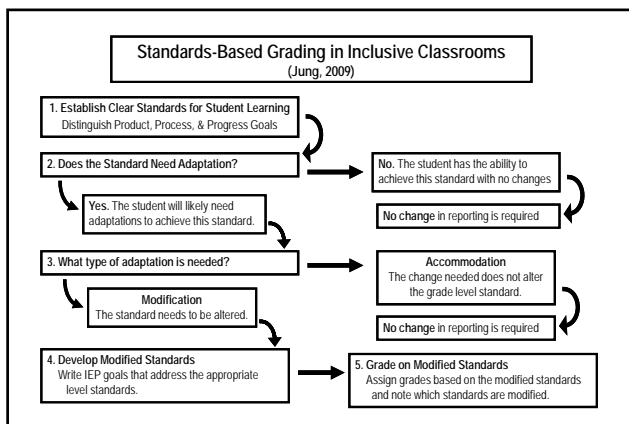 Standards-Based Grading in Inclusive Classrooms
(Jung, 2009)
1. Establish Clear Standards for Student Learning
Distinguish Product, Process, & Progress Goals
2. Does the Standard Need Adaptation?
No. The student has the ability to
achieve this standard with no changes
Yes. The student will likely need
adaptations to achieve this standard.
No change in reporting is required
3. What type of adaptation is needed?
Accommodation
The change needed does not alter
the grade level standard.
Modification
The standard needs to be altered.
No change in reporting is required
4. Develop Modified Standards
Write IEP goals that address the appropriate
level standards.
5. Grade on Modified Standards
Assign grades based on the modified standards
and note which standards are modified.